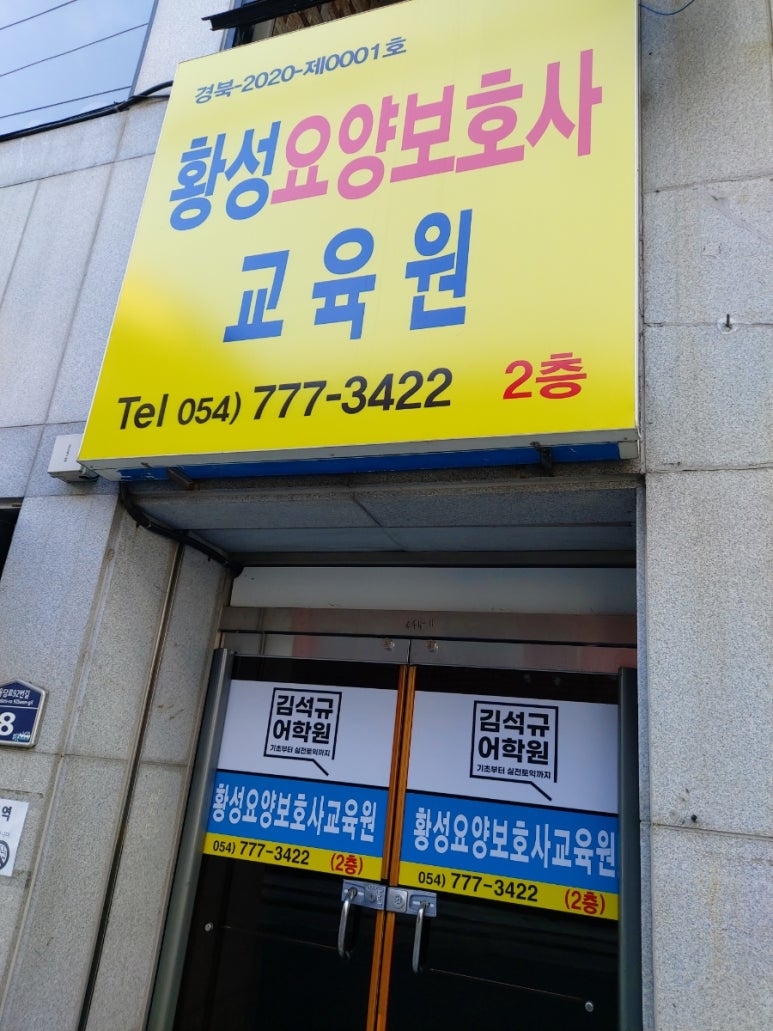 경북-2020-제0001호
황성요양보호사
교육원
Tel 054) 777-3422 2층
김석규
어학원
기초부터 실전토익까지
황성요양보호사교육원
054) 777-3422 (2층)
김석규
어학원
기초부터 실전토익까지
황성요양보호사교육원
054) 777-3422 (2층)
8
역